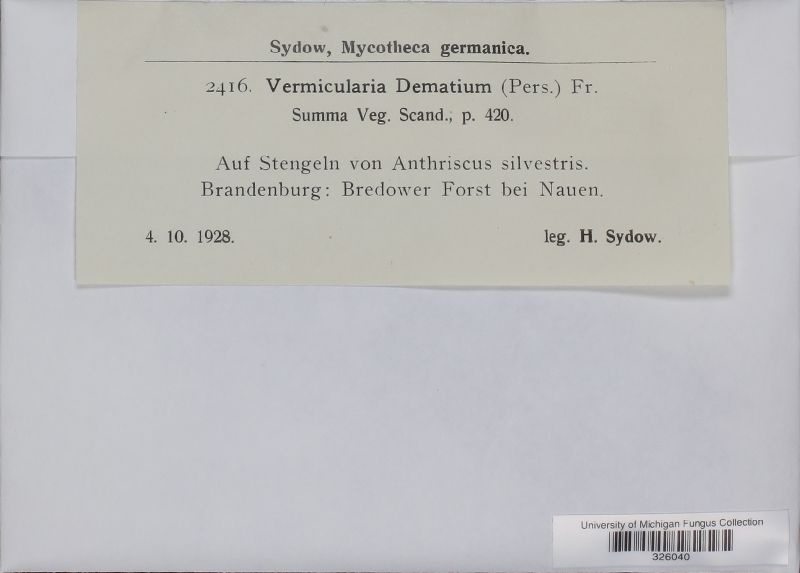 Sydow, Mycotheca germanica.
2416. Vermicularia Dematium (Pers.) Fr.
Summa Veg. Scand., p. 420.
Auf Stengeln von Anthriscus silvestris.
Brandenburg: Bredower Forst bei Nauen.
4. 10. 1928. leg. H. Sydow.
University of Michigan Fungus Collection
326040